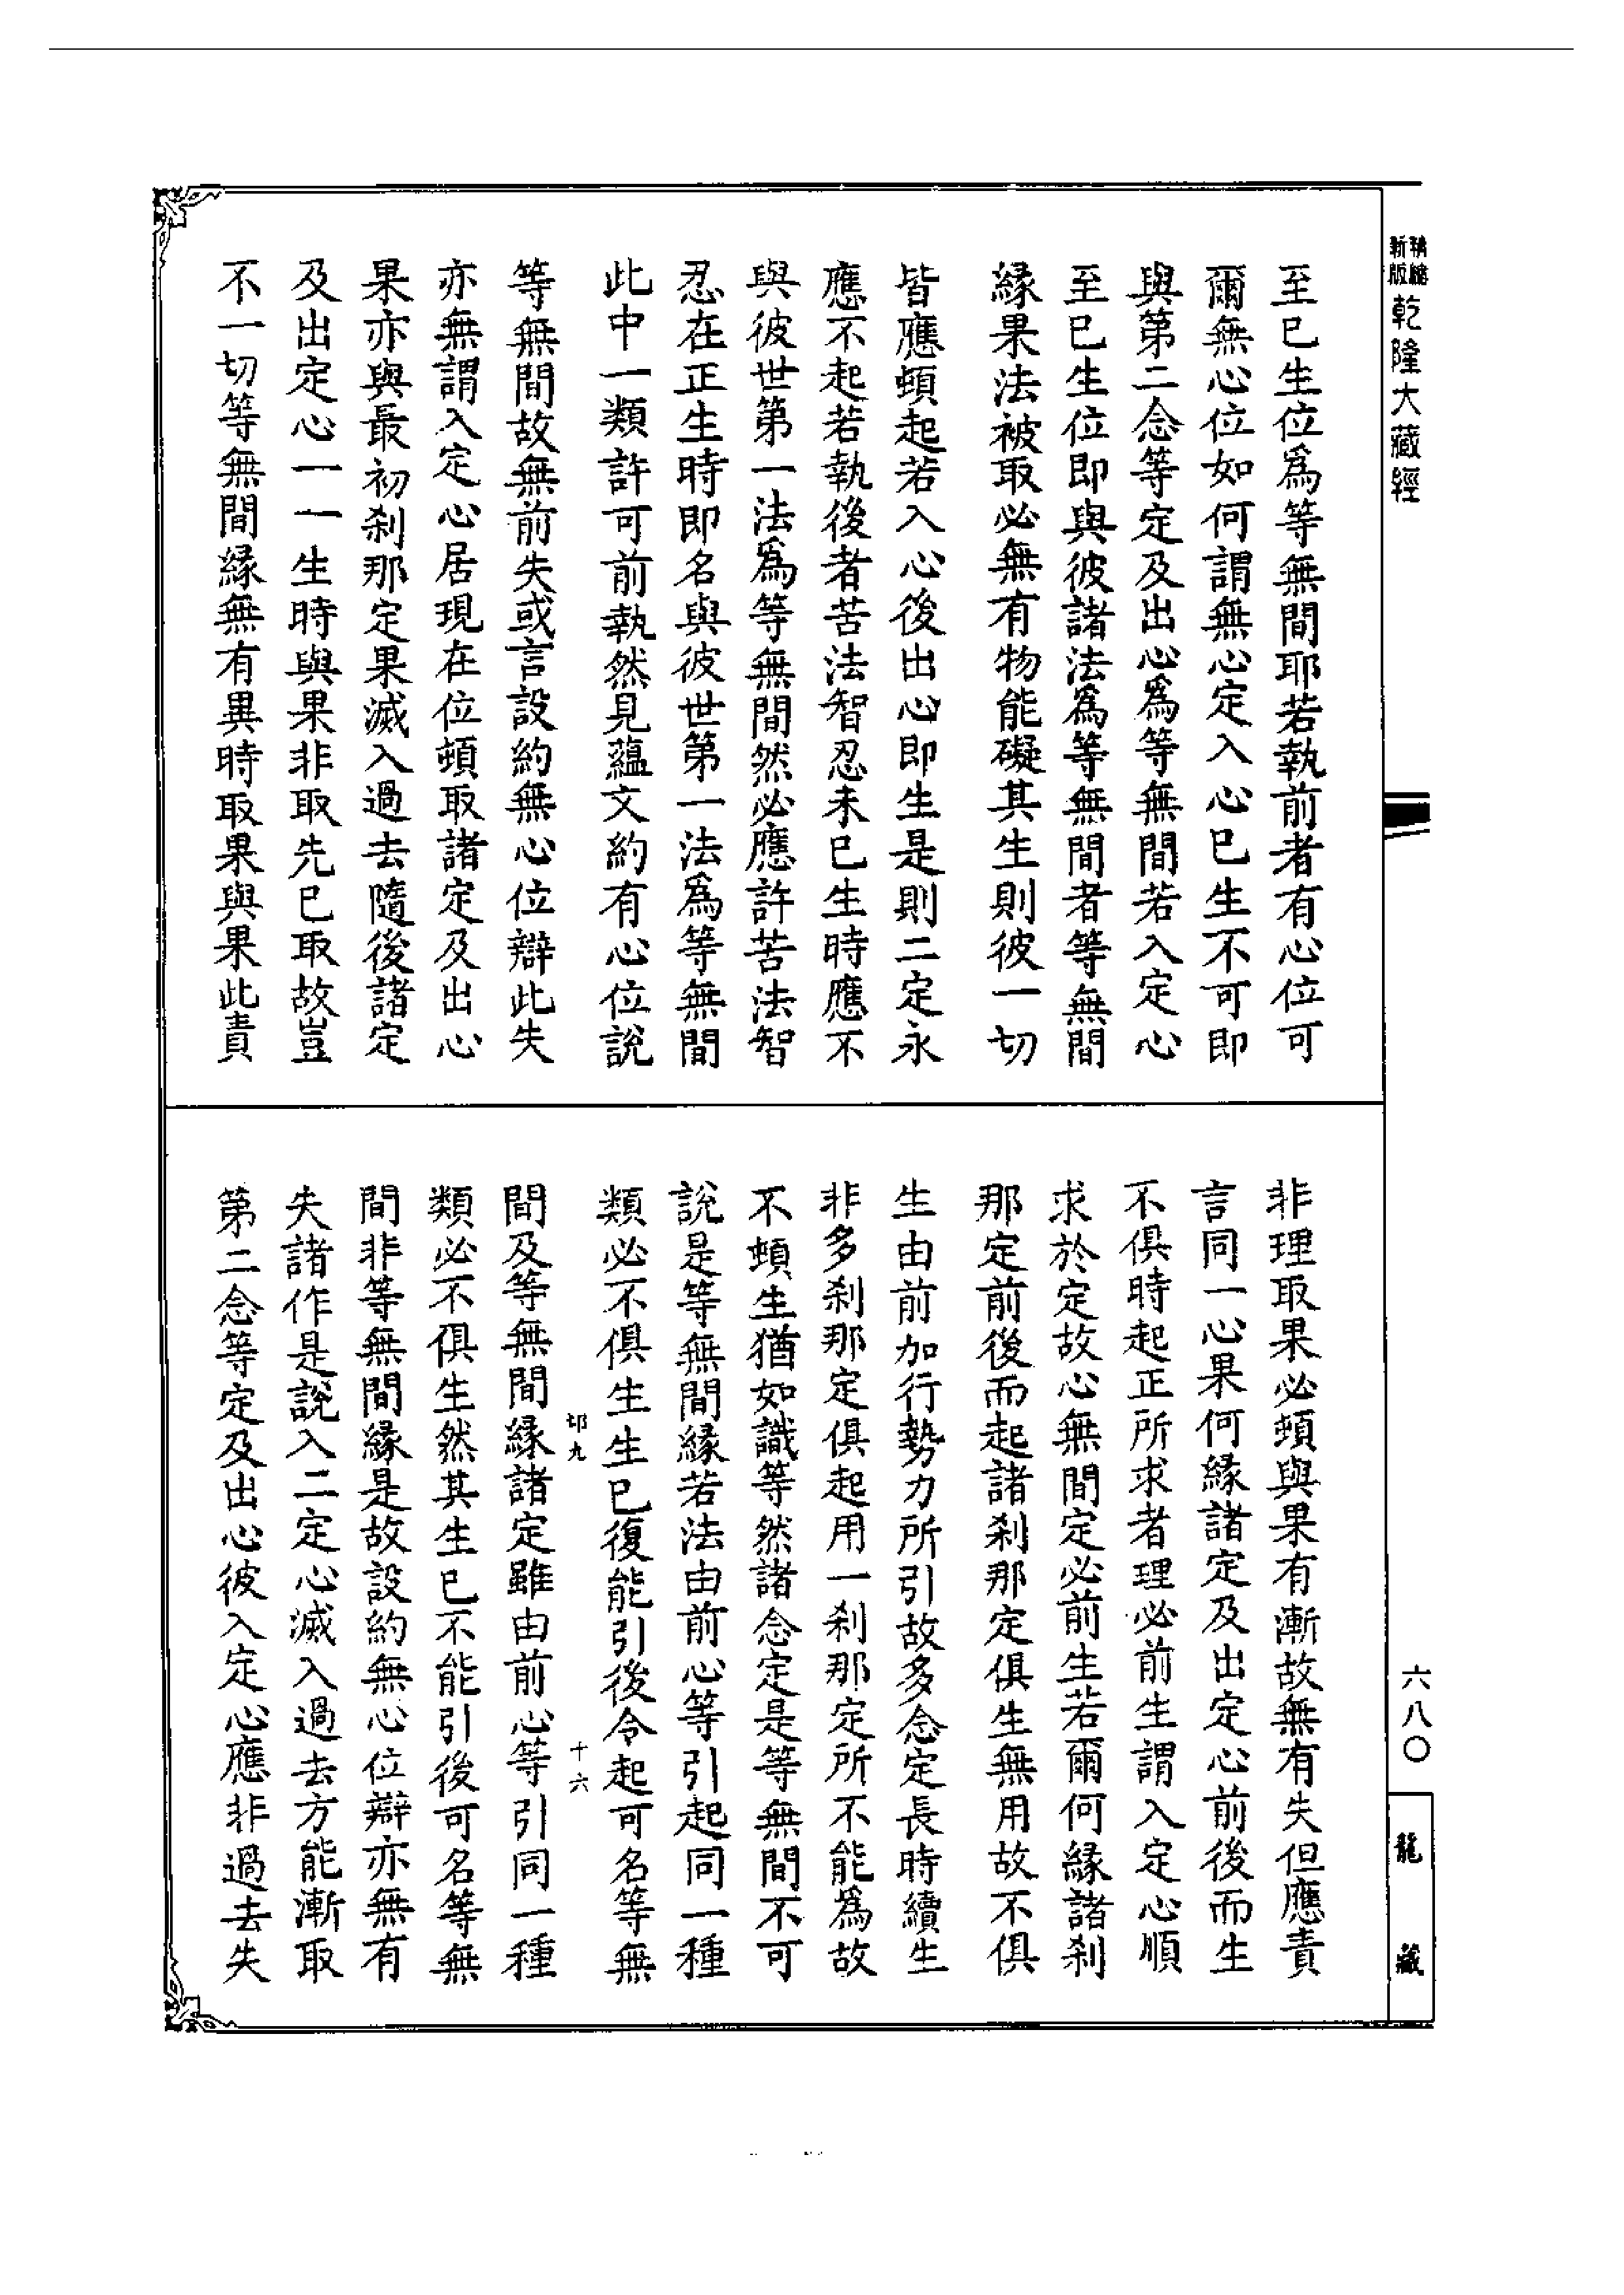 精縮
新版
乾隆大藏經
至已生位爲等無間耶若執前者有心位可
爾無心位如何謂無心定入心已生不可即
與第二念等定及出心爲等無間若入定心
至已生位即與彼諸法爲等無間者等無間
緣果法被取必無有物能礙其生則彼一切
皆應頓起若入心後出心即生是則二定永
應不起若執後者苦法智忍未已生時應不
與彼世第一法爲等無間然必應許苦法智
忍在正生時即名與彼世第一法爲等無間
此中一類許可前執然見蘊文約有心位說
等無間故無前失或言設約無心位辯此失
亦無謂入定心居現在位頓取諸定及出心
果亦與最初刹那定果滅入過去隨後諸定
及出定心一一生時與果非取先已取故豈
不一切等無間緣無有異時取果與果此責
非理取果必頓與果有漸故無有失但應責
言同一心果何緣諸定及出定心前後而生
不俱時起正所求者理必前生謂入定心順
求於定故心無間定必前生若爾何緣諸刹
那定前後而起諸刹那定俱生無用故不俱
生由前加行勢力所引故多念定長時續生
非多刹那定俱起用一刹那定所不能爲故
不頓生猶如識等然諸念定是等無間不可
說是等無間緣若法由前心等引起同一種
類必不俱生生已復能引後令起可名等無
切九
十六
間及等無間緣諸定雖由前心等引同一種
類必不俱生然其生已不能引後可名等無
間非等無間緣是故設約無心位辯亦無有
失諸作是說入二定心滅入過去方能漸取
第二念等定及出心彼入定心應非過去失
六八〇
龍藏